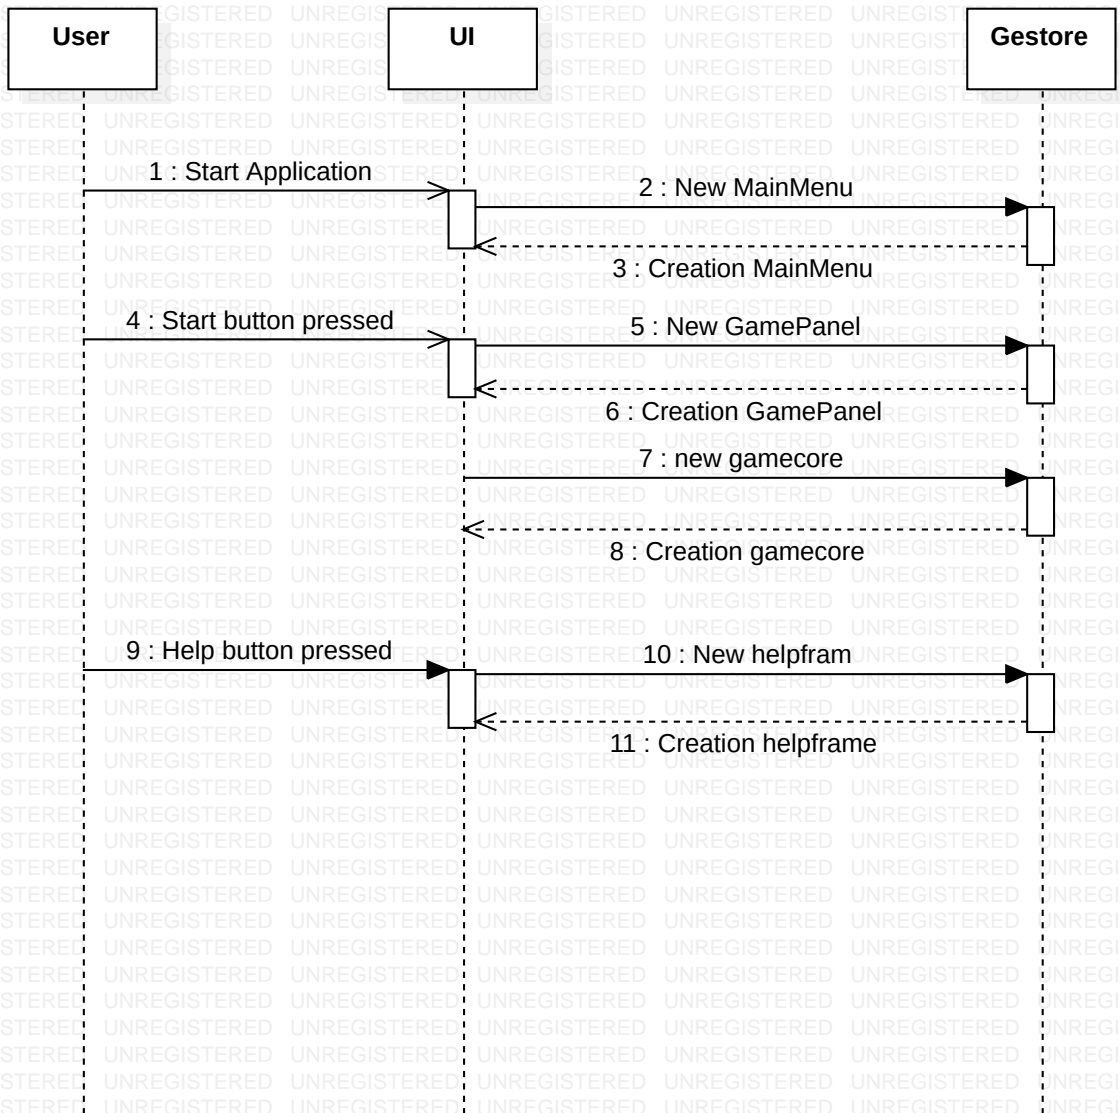 User
UI
Gestore
1 : Start Application
2 : New MainMenu
3 : Creation MainMenu
4 : Start button pressed
5 : New GamePanel
6 : Creation GamePanel
7 : new gamecore
8 : Creation gamecore
9 : Help button pressed
10 : New helpfram
11 : Creation helpframe
UNREGISTERED